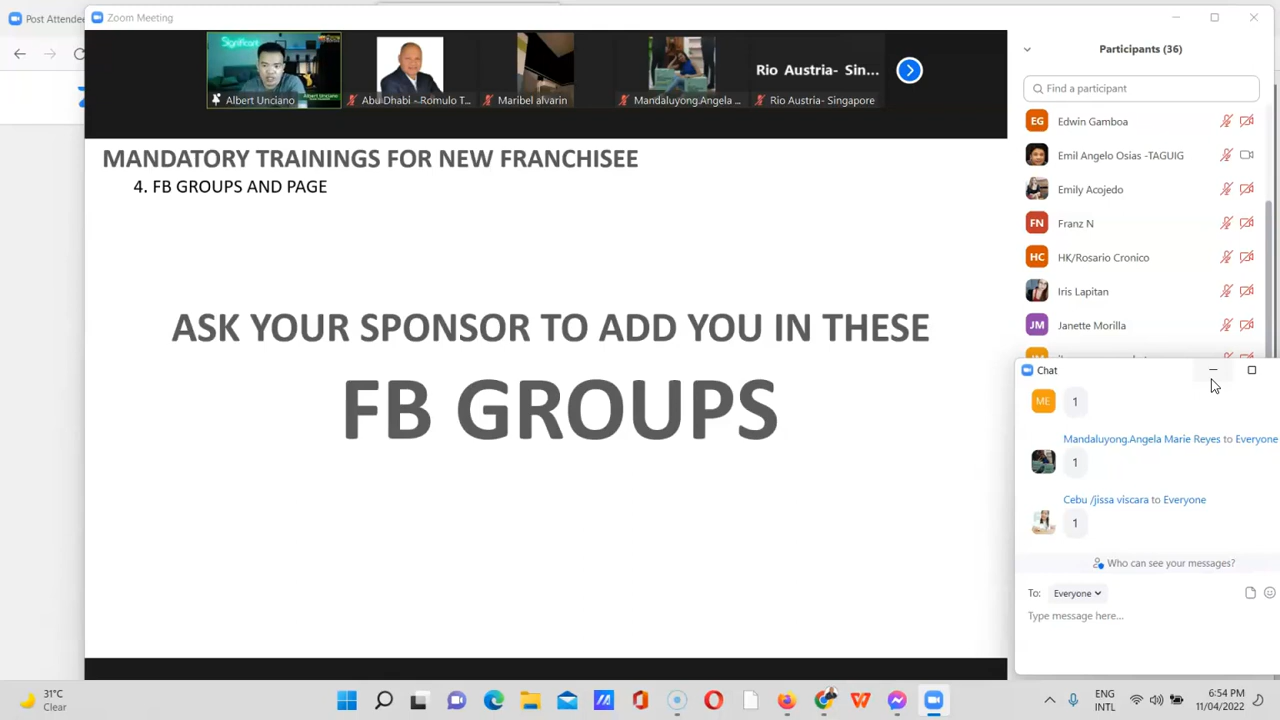 Post Attende
Zoom Meeting
Significant
Albert Unciano
Albert Unciano
Abu Dhabi - Romulo T...
Maribel alvarin
Mandaluyong.Angela ...
Rio Austria- Sin...
Rio Austria- Singapore
MANDATORY TRAININGS FOR NEW FRANCHISEE
4. FB GROUPS AND PAGE
ASK YOUR SPONSOR TO ADD YOU IN THESE
FB GROUPS
Participants (36)
Find a participant
EG Edwin Gamboa
Emil Angelo Osias -TAGUIG
Emily Acojedo
FN Franz N
HC HK/Rosario Cronico
Iris Lapitan
JM Janette Morilla
Chat
ME 1
Mandaluyong.Angela Marie Reyes to Everyone
1
Cebu /jissa viscara to Everyone
1
Who can see your messages?
To: Everyone
Type message here...
31°C
Clear
ENG
INTL
6:54 PM
11/04/2022